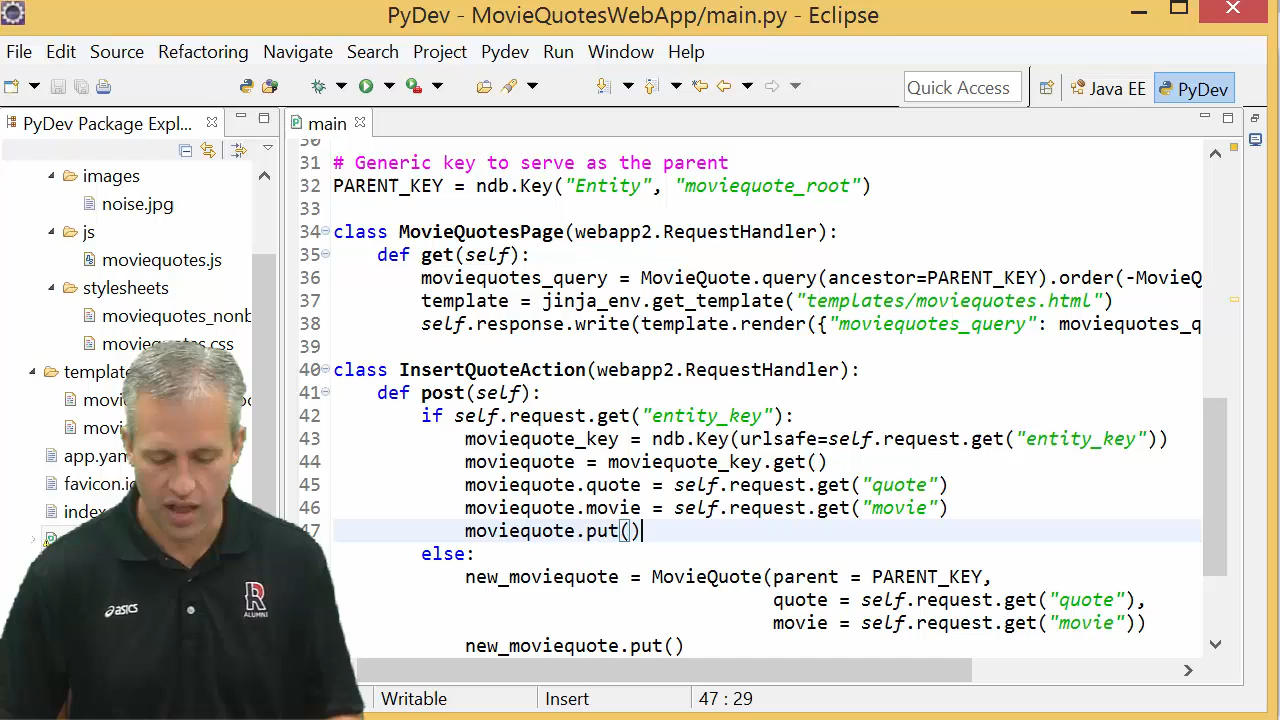 PyDev - MovieQuotesWebApp/main.py - Eclipse
File Edit Source Refactoring Navigate Search Project Pydev Run Window Help
Quick Access
Java EE
PyDev
PyDev Package Expl...
main
images
noise.jpg
js
moviequotes.js
stylesheets
moviequotes_nonb
moviequotes.css
template
app.yam
favicon.ic
index
30
31 # Generic key to serve as the parent
32 PARENT_KEY = ndb.Key("Entity", "moviequote_root")
33
34 class MovieQuotesPage(webapp2.RequestHandler):
35 def get(self):
36 moviequotes_query = MovieQuote.query(ancestor=PARENT_KEY).order(-MovieQ
37 template = jinja_env.get_template("templates/moviequotes.html")
38 self.response.write(template.render({"moviequotes_query": moviequotes_q
39
40 class InsertQuoteAction(webapp2.RequestHandler):
41 def post(self):
42 if self.request.get("entity_key"):
43 moviequote_key = ndb.Key(urlsafe=self.request.get("entity_key"))
44 moviequote = moviequote_key.get()
45 moviequote.quote = self.request.get("quote")
46 moviequote.movie = self.request.get("movie")
47 moviequote.put()
else:
new_moviequote = MovieQuote(parent = PARENT_KEY,
quote = self.request.get("quote"),
movie = self.request.get("movie"))
new_moviequote.put()
Writable Insert 47 : 29
asics
R
ALUMNI